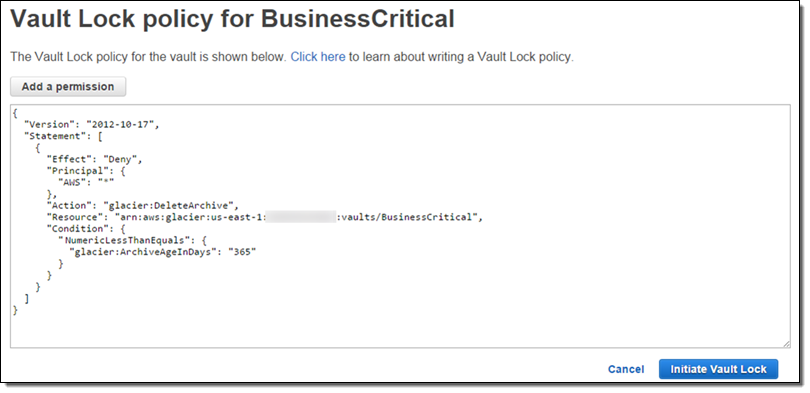 Vault Lock policy for BusinessCritical
The Vault Lock policy for the vault is shown below. Click here to learn about writing a Vault Lock policy.
Add a permission
{
  "Version": "2012-10-17",
  "Statement": [
    {
      "Effect": "Deny",
      "Principal": {
        "AWS": "*"
      },
      "Action": "glacier:DeleteArchive",
      "Resource": "arn:aws:glacier:us-east-1: :vaults/BusinessCritical",
      "Condition": {
        "NumericLessThanEquals": {
          "glacier:ArchiveAgeInDays": "365"
        }
      }
    }
  ]
}
Cancel Initiate Vault Lock